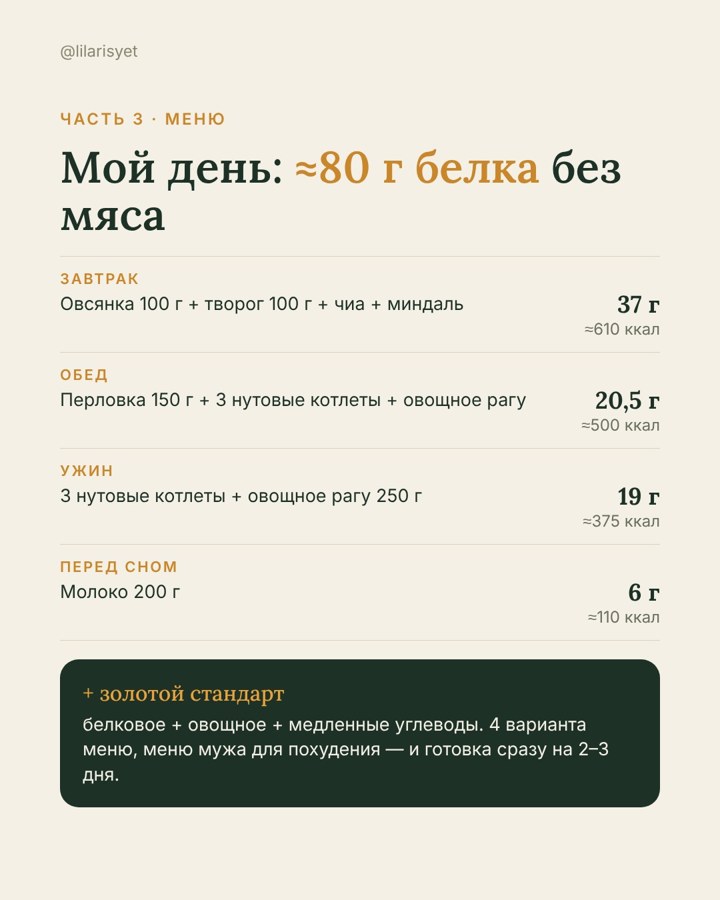 @lilarisyet
ЧАСТЬ 3 · МЕНЮ
Мой день: ≈80 г белка без
мяса
ЗАВТРАК
Овсянка 100 г + творог 100 г + чиа + миндаль
37 г
≈610 ккал
ОБЕД
Перловка 150 г + 3 нутовые котлеты + овощное рагу
20,5 г
≈500 ккал
УЖИН
3 нутовые котлеты + овощное рагу 250 г
19 г
≈375 ккал
ПЕРЕД СНОМ
Молоко 200 г
6 г
≈110 ккал
+ золотой стандарт
белковое + овощное + медленные углеводы. 4 варианта
меню, меню мужа для похудения — и готовка сразу на 2–3
дня.